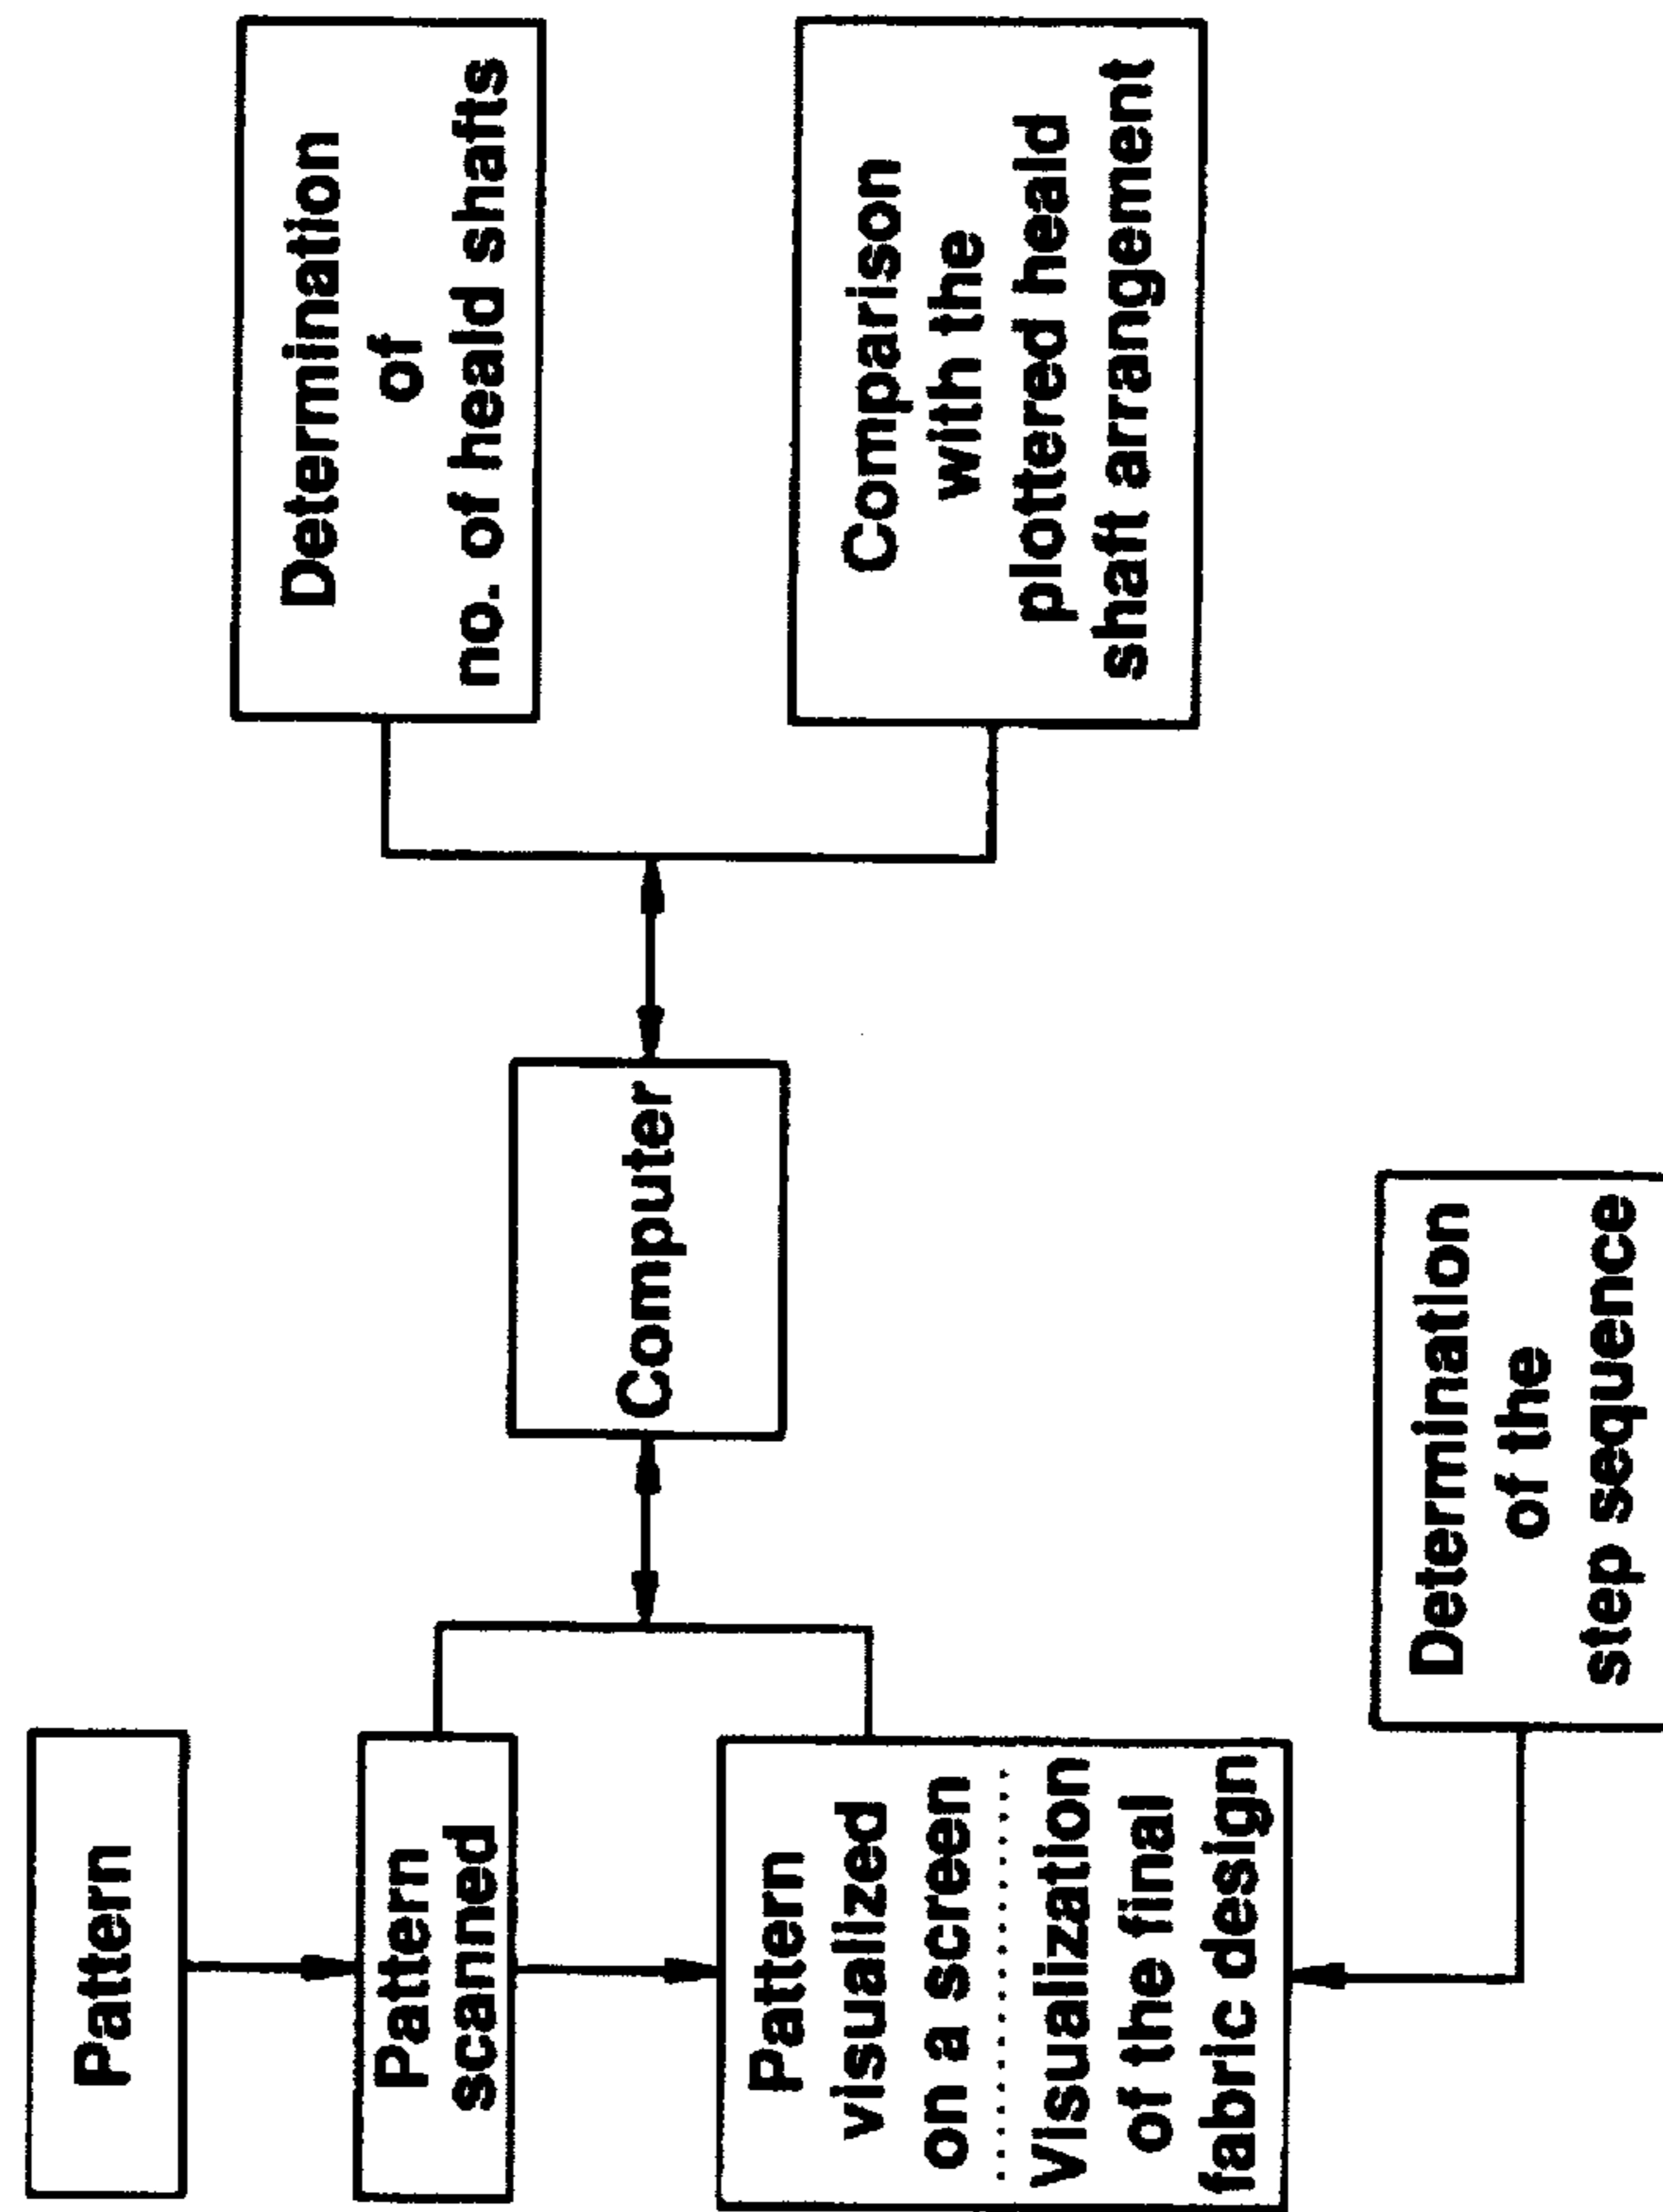 Pattern
Pattern
scanned
Pattern
visualized
on a screen
Visualization
of the final
fabric design
Computer
Determination
of the
step sequence
Determination
of
no. of heald shafts
Comparison
with the
plottered heald
shaft arrangement